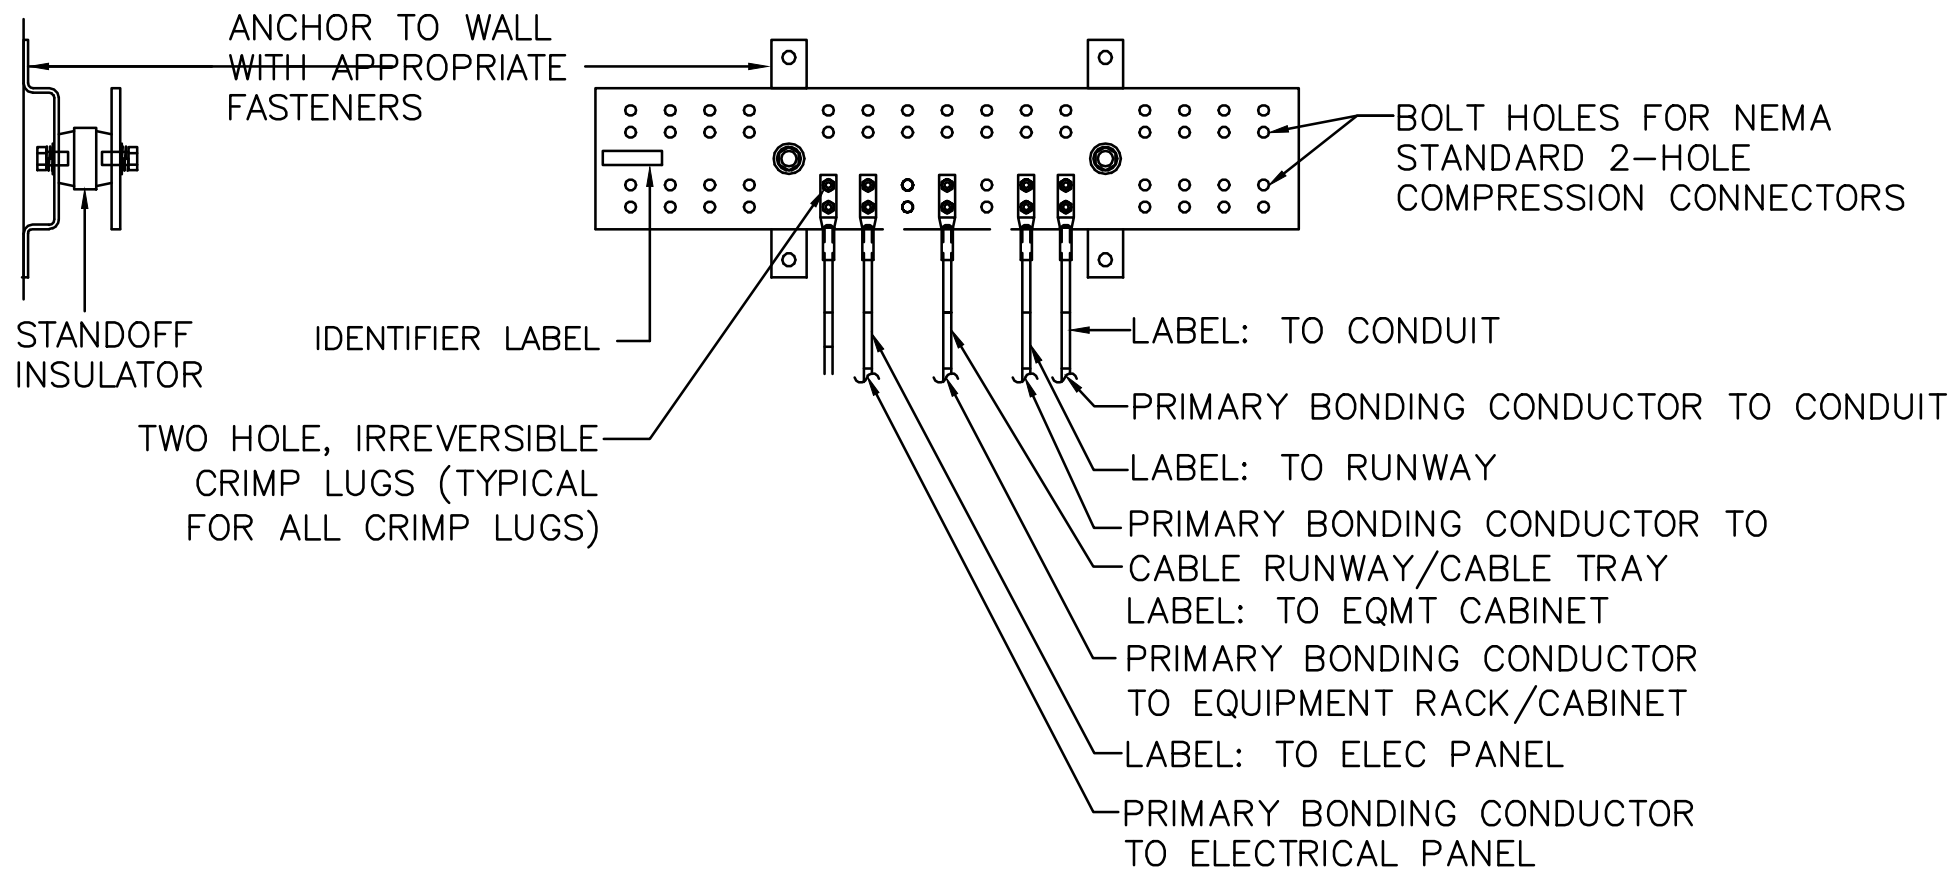 ANCHOR TO WALL
WITH APPROPRIATE
FASTENERS
BOLT HOLES FOR NEMA
STANDARD 2-HOLE
COMPRESSION CONNECTORS
STANDOFF
INSULATOR
IDENTIFIER LABEL
TWO HOLE, IRREVERSIBLE
CRIMP LUGS (TYPICAL
FOR ALL CRIMP LUGS)
LABEL: TO CONDUIT
PRIMARY BONDING CONDUCTOR TO CONDUIT
LABEL: TO RUNWAY
PRIMARY BONDING CONDUCTOR TO
CABLE RUNWAY/CABLE TRAY
LABEL: TO EQMT CABINET
PRIMARY BONDING CONDUCTOR
TO EQUIPMENT RACK/CABINET
LABEL: TO ELEC PANEL
PRIMARY BONDING CONDUCTOR
TO ELECTRICAL PANEL